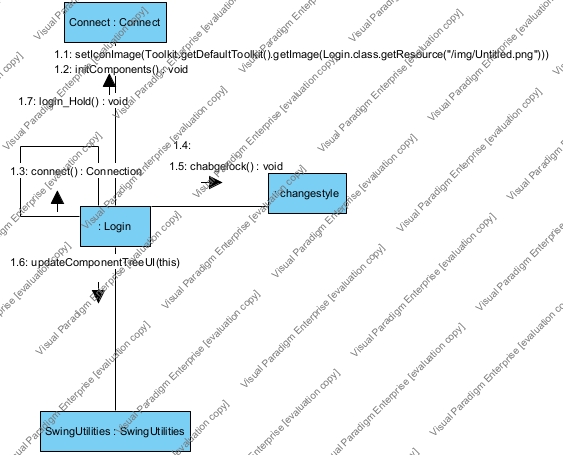 Connect : Connect
1.1: setIconImage(Toolkit.getDefaultToolkit().getImage(Login.class.getResource("/img/Untitled.png")))
1.2: initComponents() : void
1.7: login_Hold() : void
1.4:
1.3: connect() : Connection
1.5: chabgelock() : void
changestyle
: Login
1.6: updateComponentTreeUI(this)
SwingUtilities : SwingUtilities
Visual Paradigm Enterprise [evaluation copy]